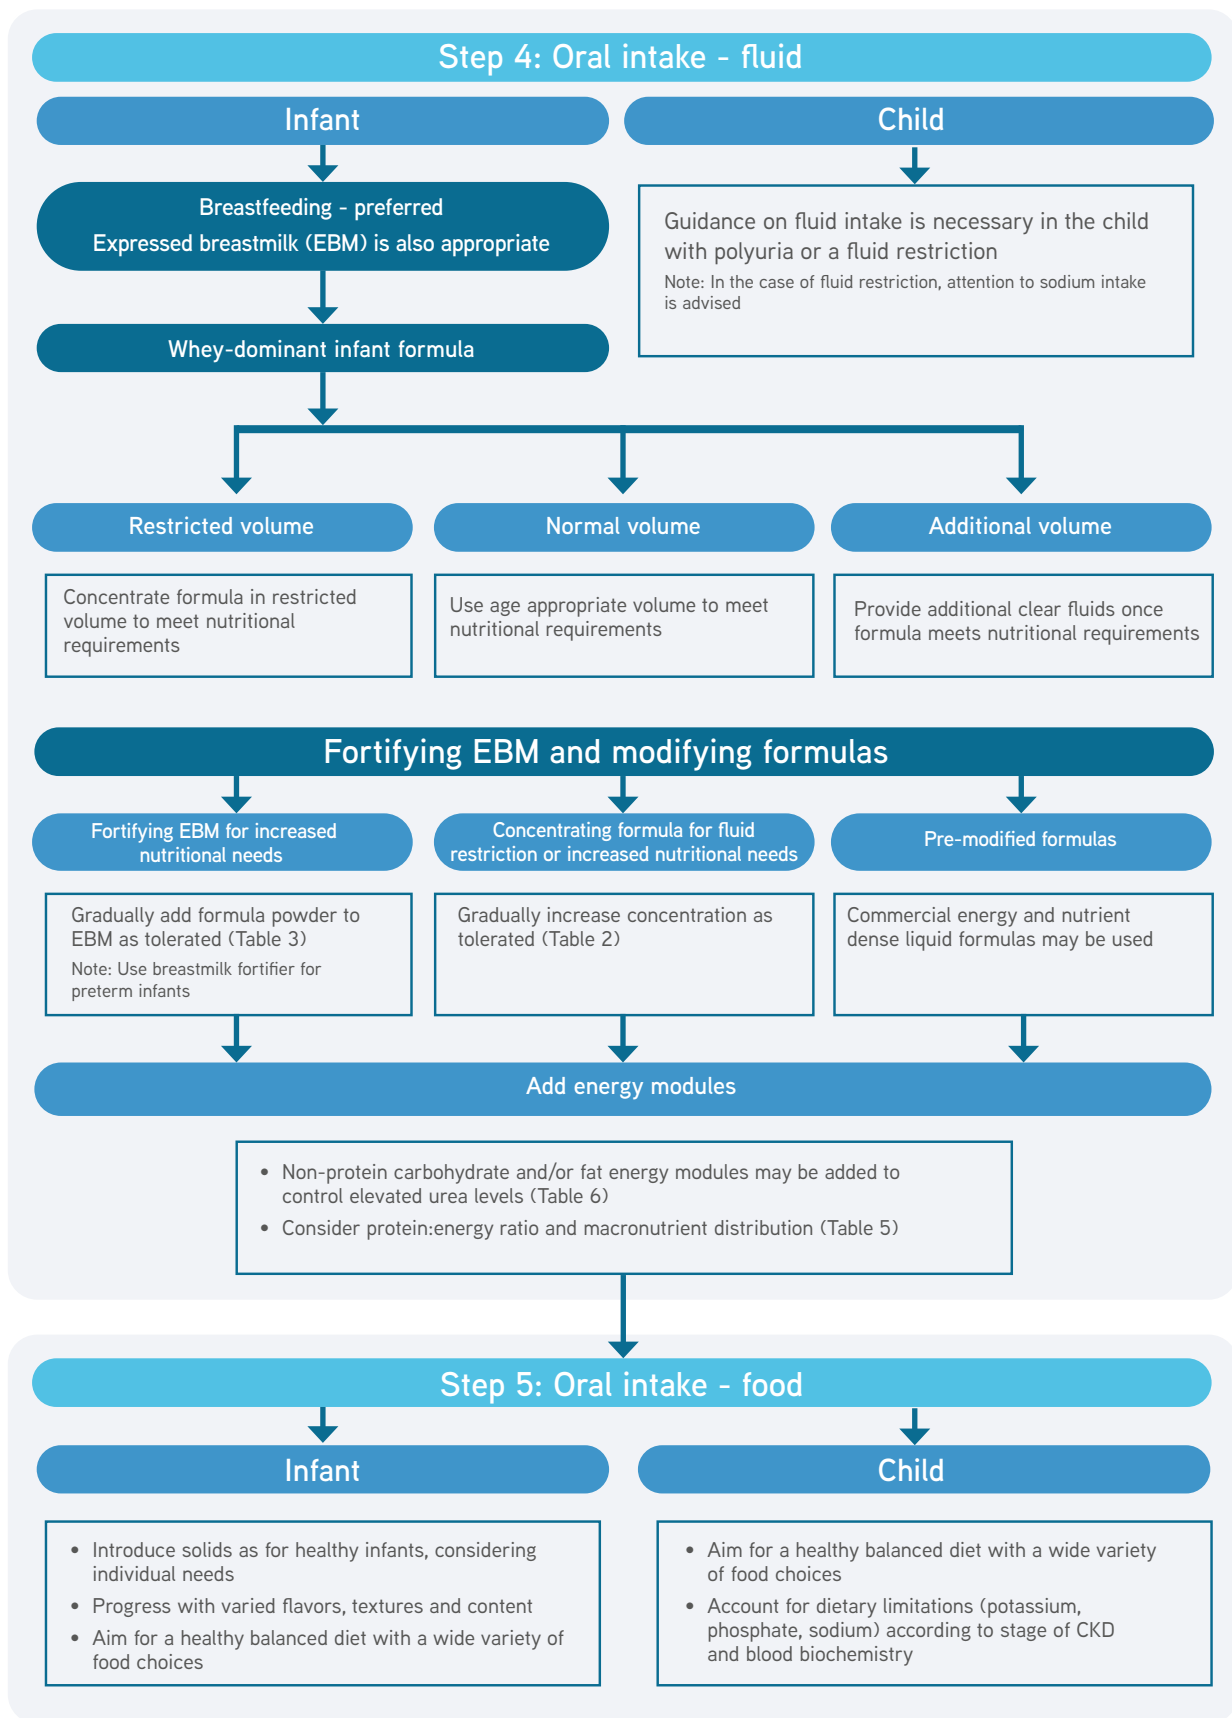 Step 4: Oral intake - fluid
Infant
Child
Breastfeeding - preferred
Expressed breastmilk (EBM) is also appropriate
Guidance on fluid intake is necessary in the child
with polyuria or a fluid restriction
Note: In the case of fluid restriction, attention to sodium intake
is advised
Whey-dominant infant formula
Restricted volume
Normal volume
Additional volume
Concentrate formula in restricted
volume to meet nutritional
requirements
Use age appropriate volume to meet
nutritional requirements
Provide additional clear fluids once
formula meets nutritional requirements
Fortifying EBM and modifying formulas
Fortifying EBM for increased
nutritional needs
Concentrating formula for fluid
restriction or increased nutritional needs
Pre-modified formulas
Gradually add formula powder to
EBM as tolerated (Table 3)
Note: Use breastmilk fortifier for
preterm infants
Gradually increase concentration as
tolerated (Table 2)
Commercial energy and nutrient
dense liquid formulas may be used
Add energy modules
• Non-protein carbohydrate and/or fat energy modules may be added to
control elevated urea levels (Table 6)
• Consider protein:energy ratio and macronutrient distribution (Table 5)
Step 5: Oral intake - food
Infant
Child
• Introduce solids as for healthy infants, considering
individual needs
• Progress with varied flavors, textures and content
• Aim for a healthy balanced diet with a wide variety of
food choices
• Aim for a healthy balanced diet with a wide variety
of food choices
• Account for dietary limitations (potassium,
phosphate, sodium) according to stage of CKD
and blood biochemistry